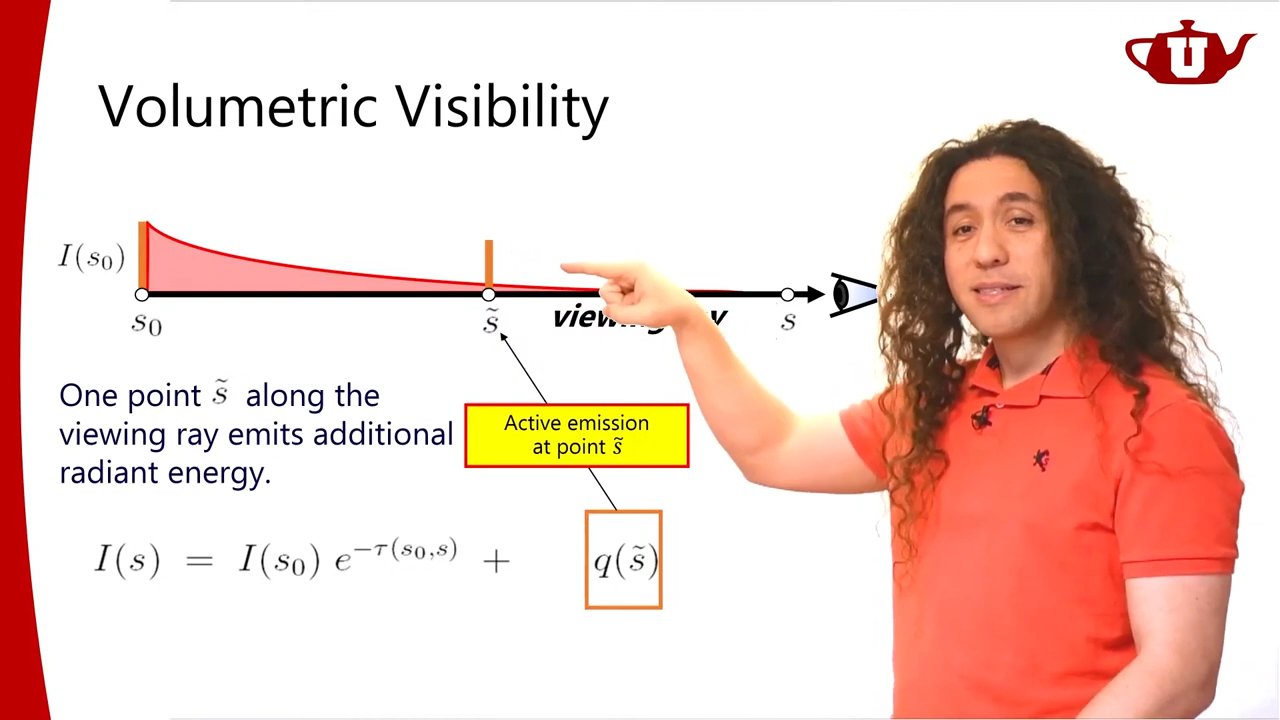 U
Volumetric Visibility
I(s₀)
s₀
s̃
s
One point s̃ along the
viewing ray emits additional
radiant energy.
Active emission
at point s̃
I(s) = I(s₀) e^{−τ(s₀,s)} + q(s̃)